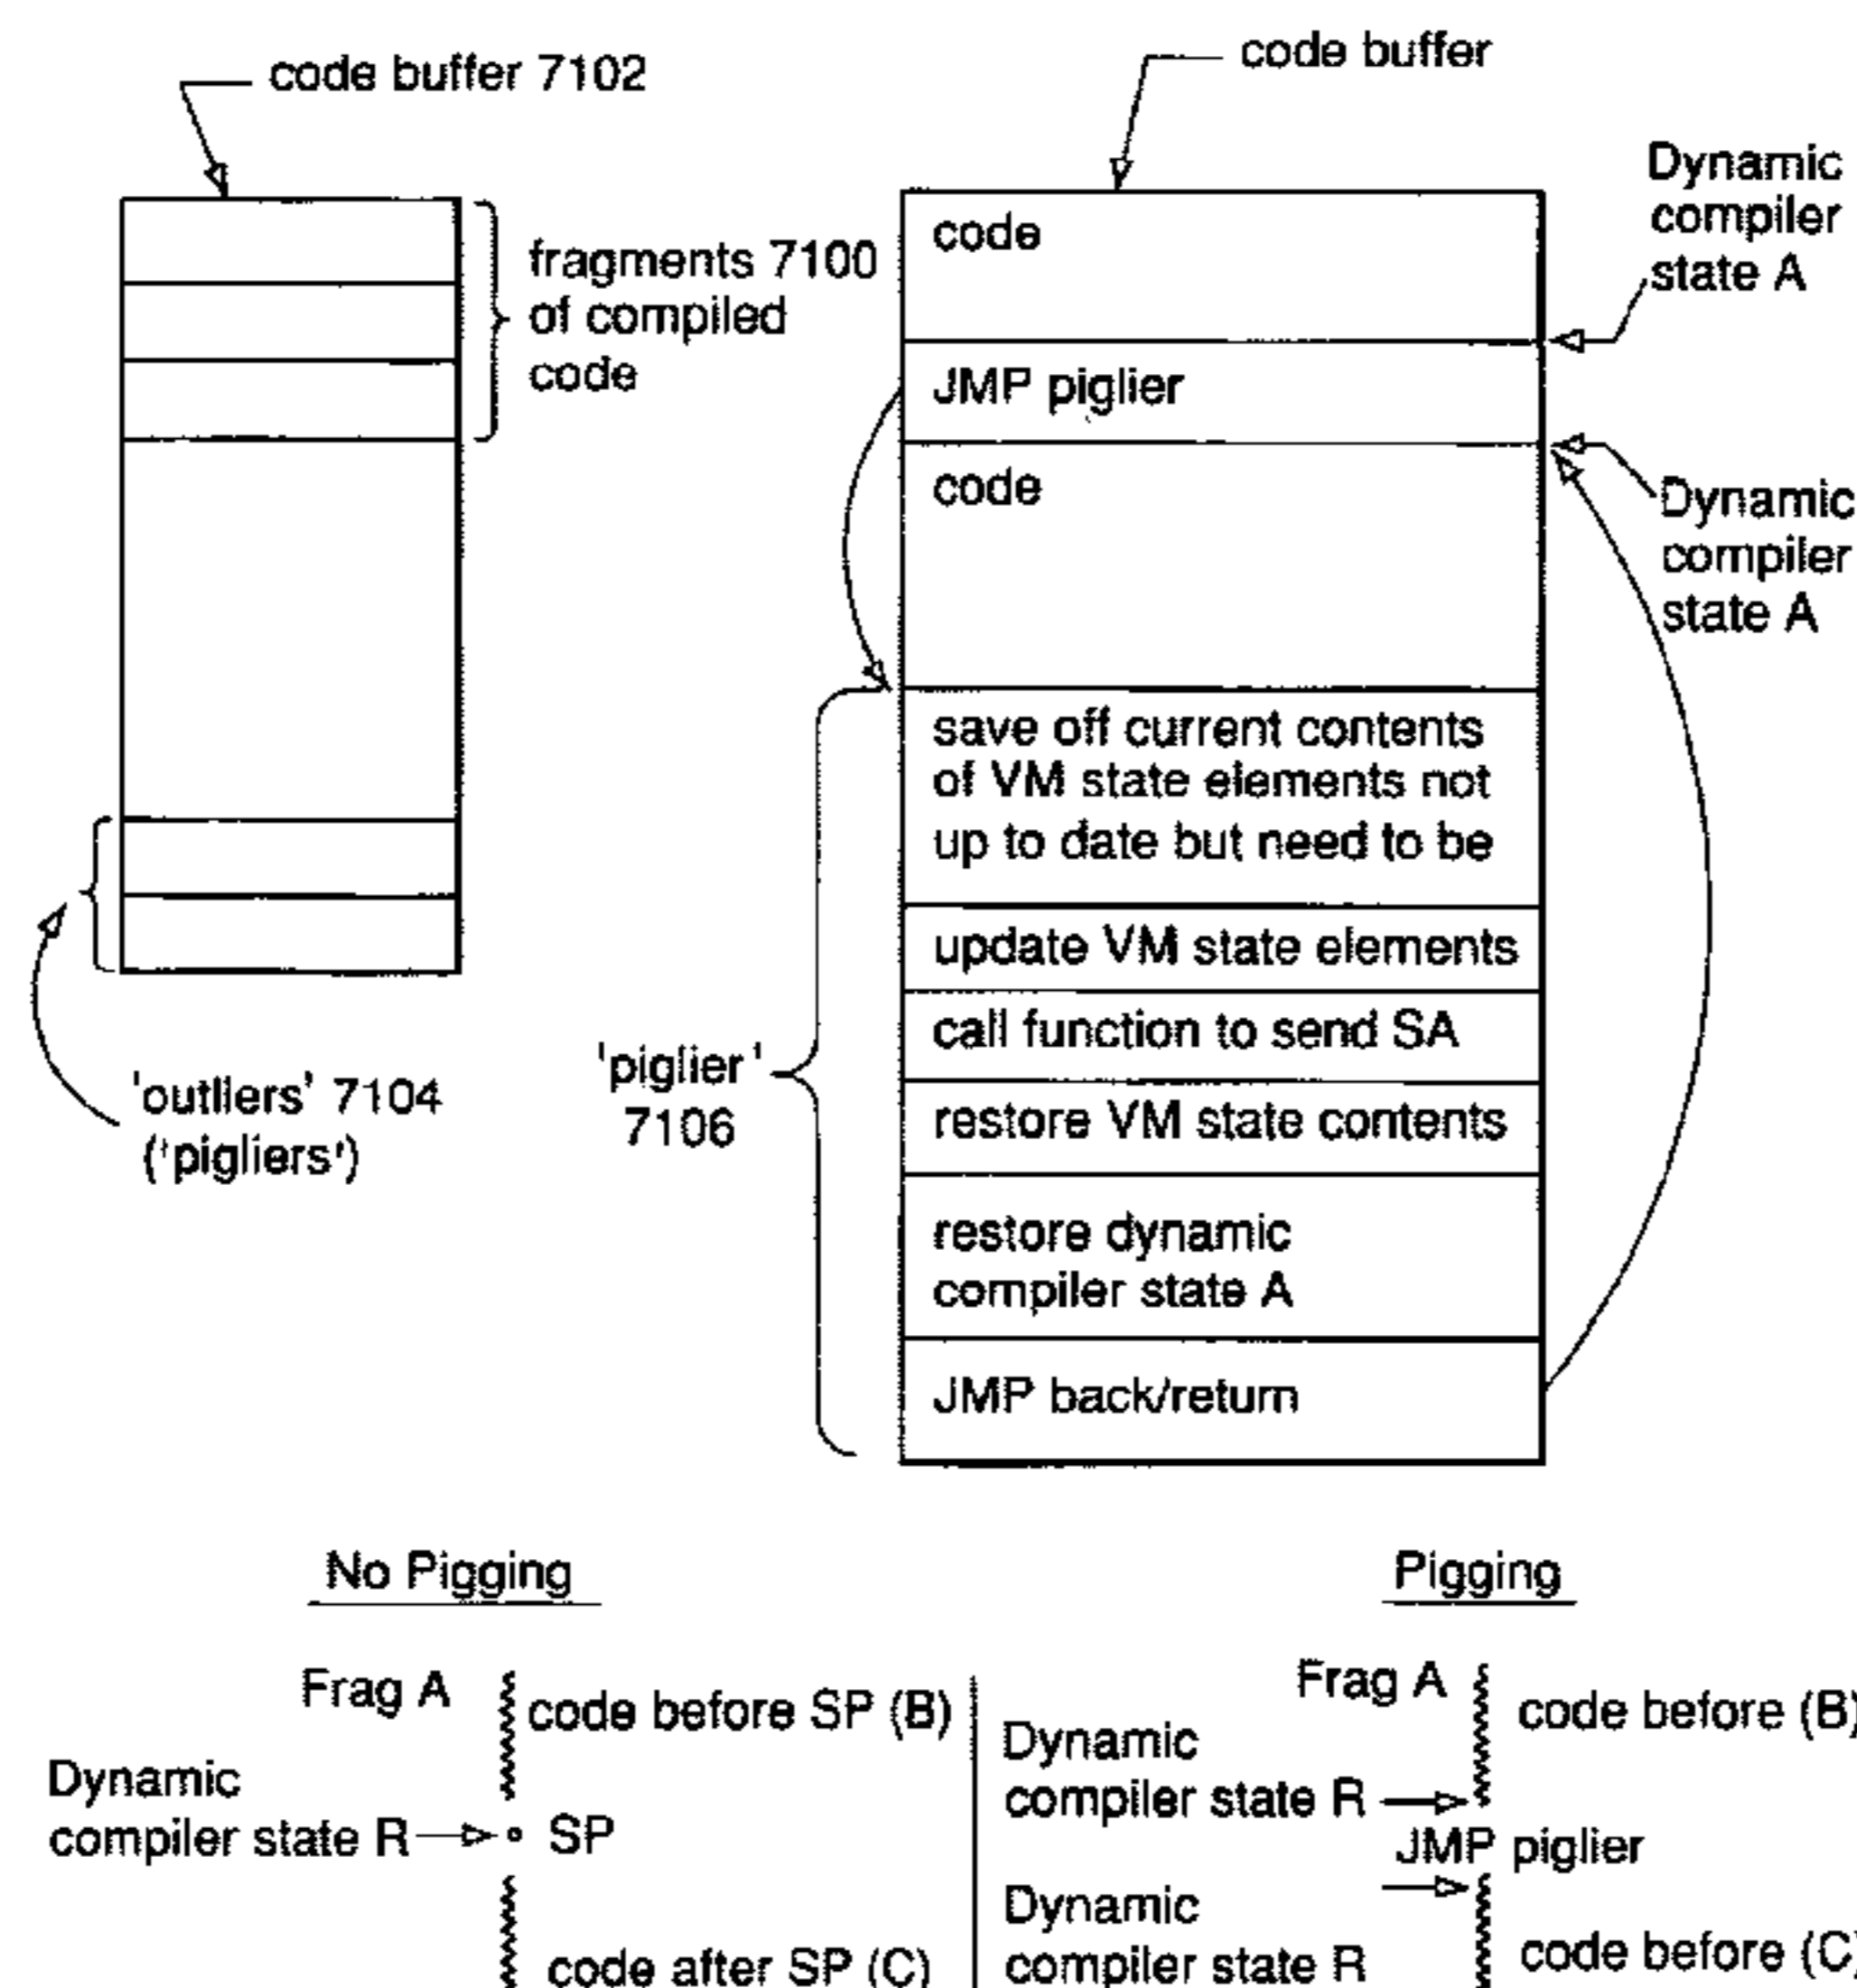 code buffer 7102
fragments 7100
of compiled
code
'outliers' 7104
('pigliers')
code buffer
Dynamic
compiler
state A
code
JMP piglier
code
Dynamic
compiler
state A
save off current contents
of VM state elements not
up to date but need to be
update VM state elements
call function to send SA
restore VM state contents
restore dynamic
compiler state A
JMP back/return
'piglier'
7106
No Pigging
Frag A
code before SP (B)
Dynamic
compiler state R
SP
code after SP (C)
Pigging
Frag A
code before (B)
Dynamic
compiler state R
JMP piglier
Dynamic
compiler state R
code before (C)